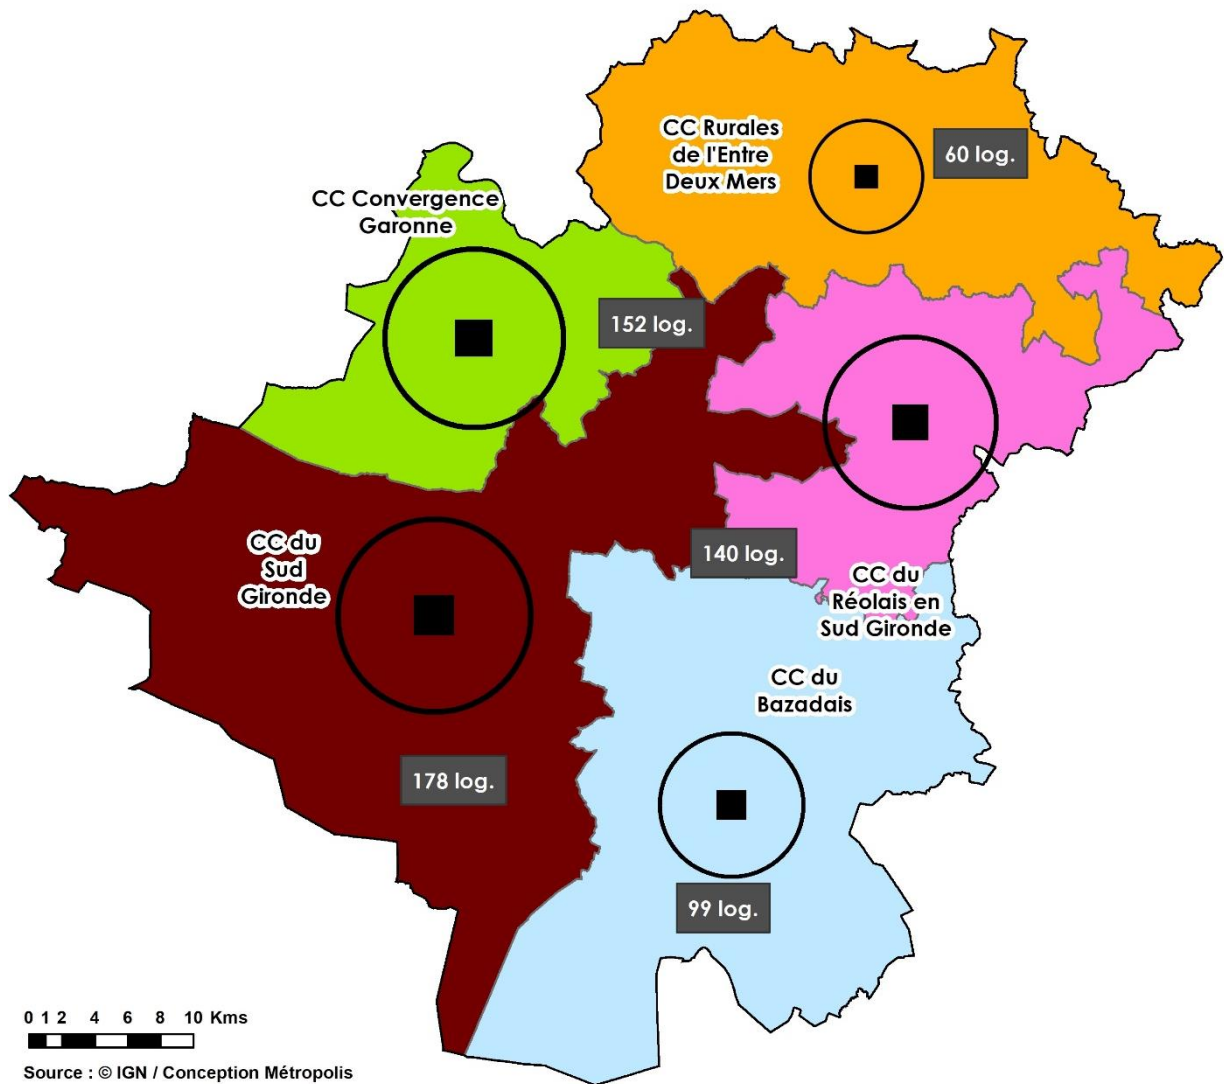 CC Rurales
de l'Entre
Deux Mers
60 log.
CC Convergence
Garonne
152 log.
CC du
Sud
Gironde
140 log.
CC du
Réolais en
Sud Gironde
CC du
Bazadais
178 log.
99 log.
0 1 2 4 6 8 10 Kms
Source : © IGN / Conception Métropolis